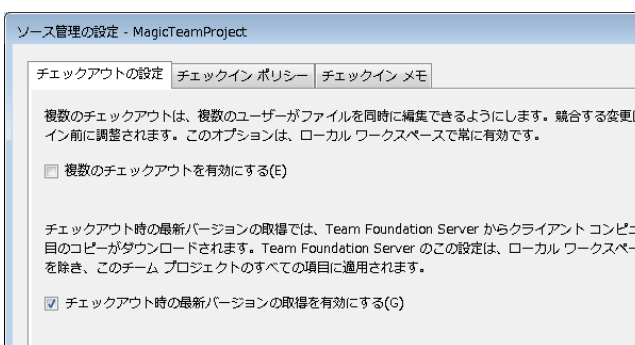 ソース管理の設定 - MagicTeamProject
チェックアウトの設定 チェックイン ポリシー チェックイン メモ
複数のチェックアウトは、複数のユーザーがファイルを同時に編集できるようにします。競合する変更
イン前に調整されます。このオプションは、ローカル ワークスペースで常に有効です。
複数のチェックアウトを有効にする(E)
チェックアウト時の最新バージョンの取得では、Team Foundation Server からクライアント コンピュ
目のコピーがダウンロードされます。Team Foundation Server のこの設定は、ローカル ワークスペー
を除き、このチーム プロジェクトのすべての項目に適用されます。
チェックアウト時の最新バージョンの取得を有効にする(G)